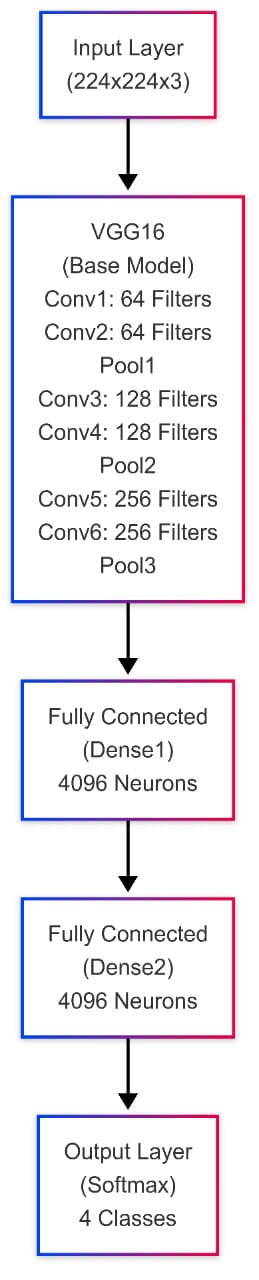 Input Layer
(224x224x3)
VGG16
(Base Model)
Conv1: 64 Filters
Conv2: 64 Filters
Pool1
Conv3: 128 Filters
Conv4: 128 Filters
Pool2
Conv5: 256 Filters
Conv6: 256 Filters
Pool3
Fully Connected
(Dense1)
4096 Neurons
Fully Connected
(Dense2)
4096 Neurons
Output Layer
(Softmax)
4 Classes